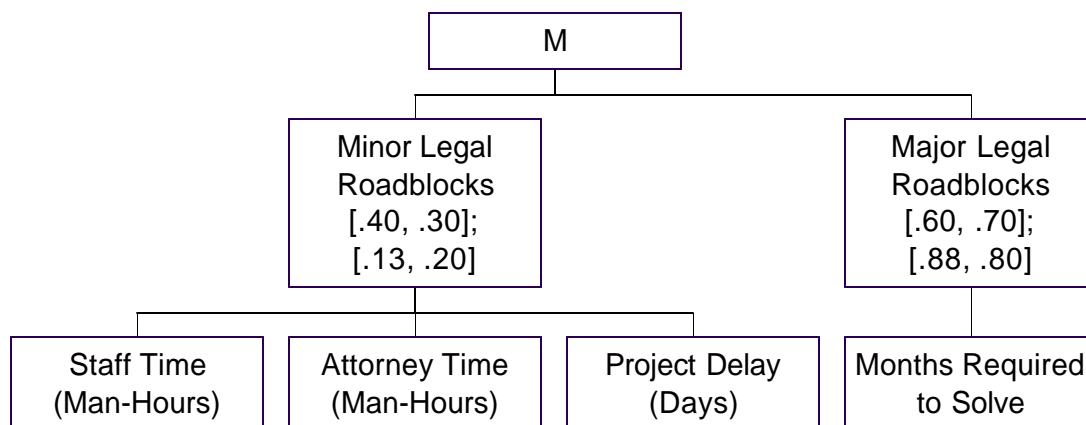 M
Minor Legal
Roadblocks
[.40, .30];
[.13, .20]
Major Legal
Roadblocks
[.60, .70];
[.88, .80]
Staff Time
(Man-Hours)
Attorney Time
(Man-Hours)
Project Delay
(Days)
Months Required
to Solve